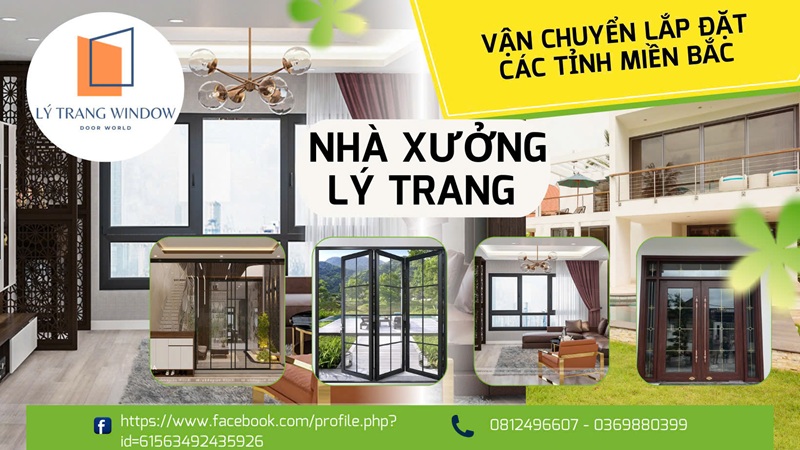 LÝ TRANG WINDOW
DOOR WORLD
VẬN CHUYỂN LẮP ĐẶT
CÁC TỈNH MIỀN BẮC
NHÀ XƯỞNG
LÝ TRANG
https://www.facebook.com/profile.php?
id=61563492435926
0812496607 - 0369880399